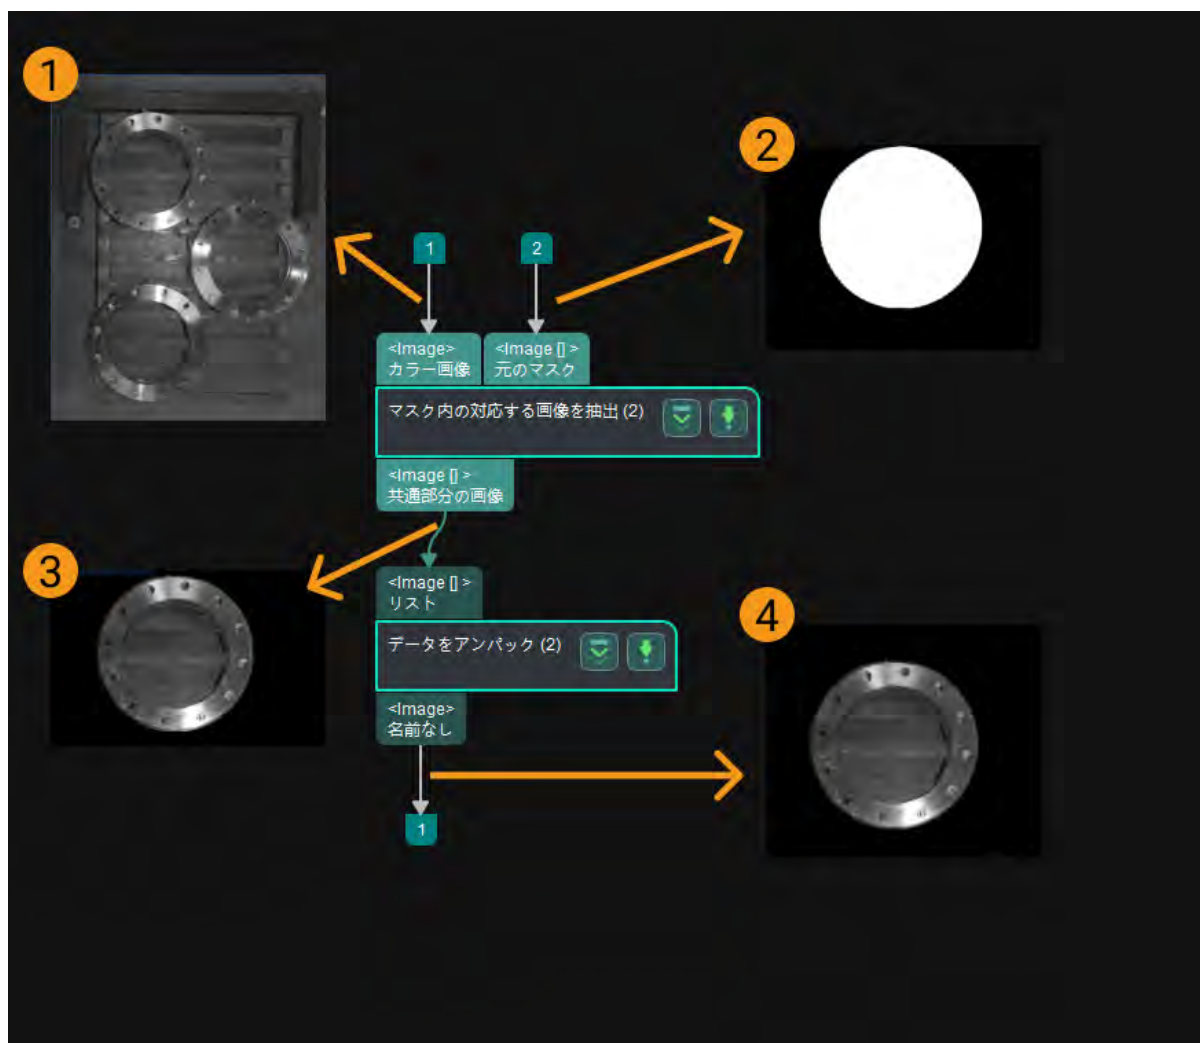 1
2
1
2
<Image>
カラー画像
<Image [] >
元のマスク
マスク内の対応する画像を抽出 (2)
<Image [] >
共通部分の画像
3
<Image [] >
リスト
4
データをアンパック (2)
<Image>
名前なし
1